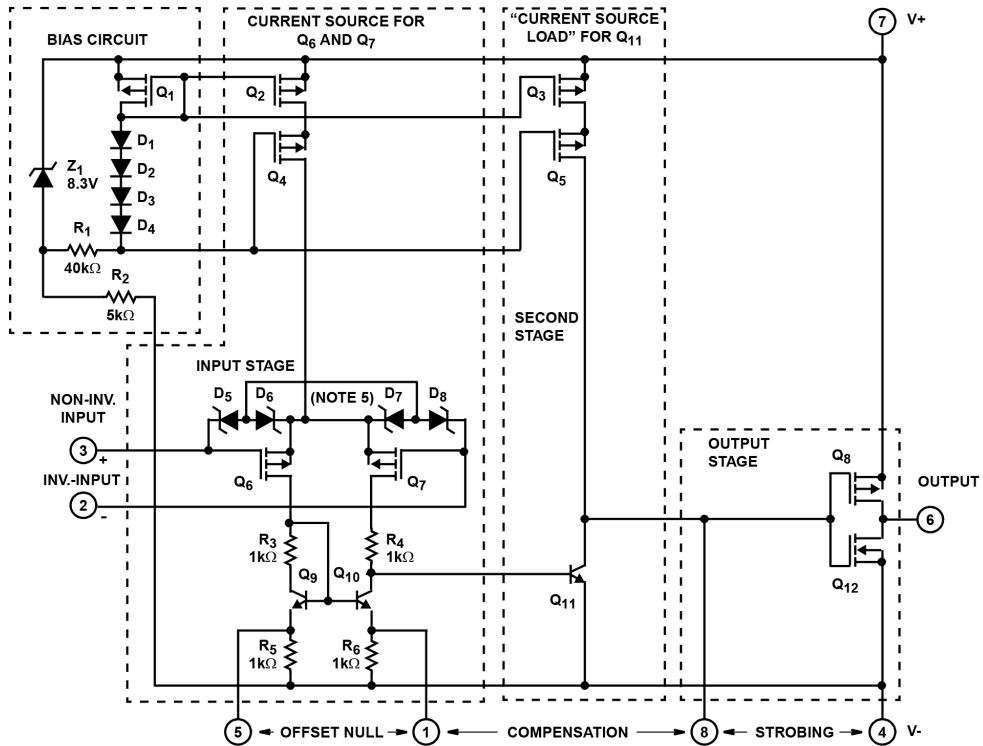 BIAS CIRCUIT
CURRENT SOURCE FOR
Q6 AND Q7
“CURRENT SOURCE
LOAD” FOR Q11
7
V+
Q1
Q2
Q3
D1
D2
D3
D4
Z1
8.3V
Q4
Q5
R1
40kΩ
R2
5kΩ
SECOND
STAGE
INPUT STAGE
D5
D6
(NOTE 5)
D7
D8
NON-INV.
INPUT
3
+
INV.-INPUT
2
-
Q6
Q7
OUTPUT
STAGE
Q8
OUTPUT
6
Q12
R3
1kΩ
R4
1kΩ
Q9
Q10
Q11
R5
1kΩ
R6
1kΩ
5
OFFSET NULL
1
COMPENSATION
8
STROBING
4
V-